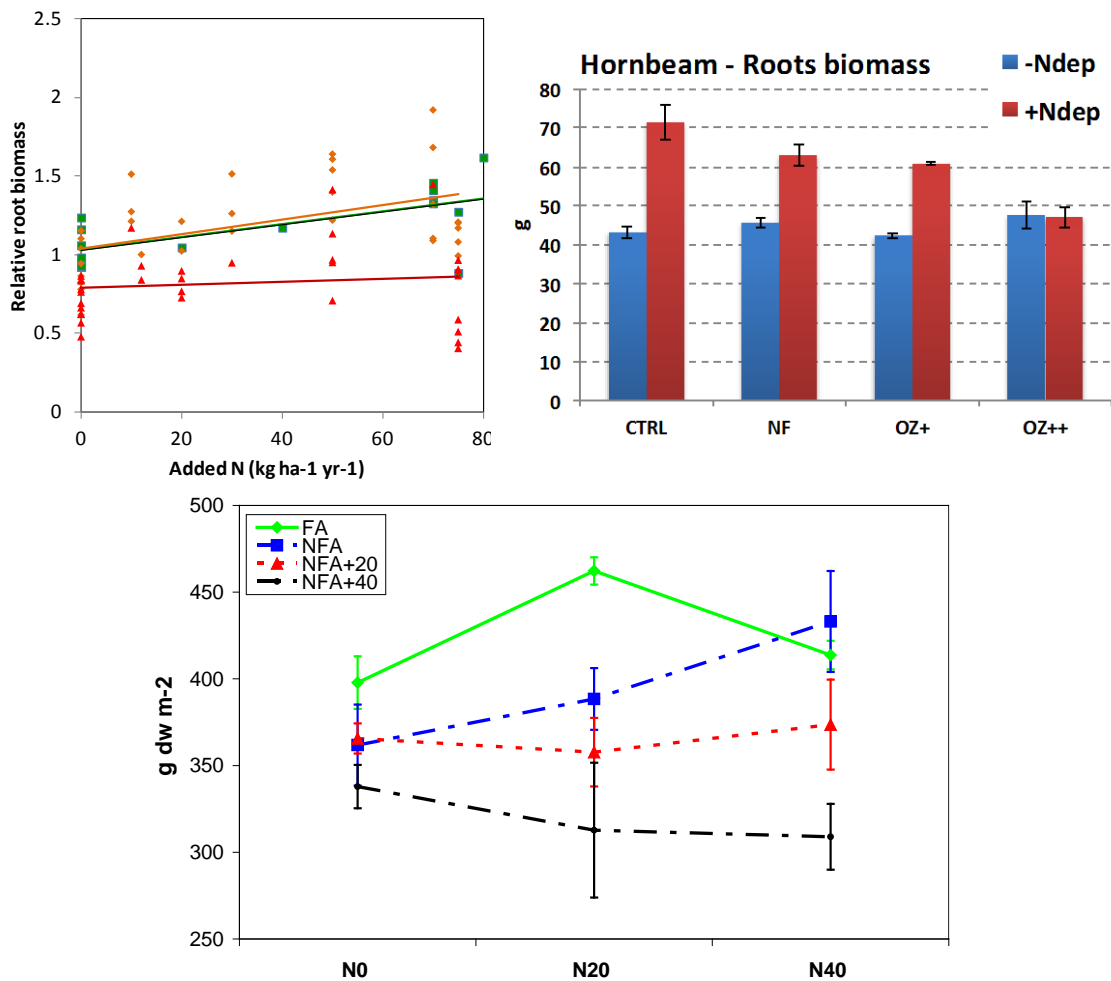 2.5
2
1.5
1
0.5
0
Relative root biomass
0
20
40
60
80
Added N (kg ha-1 yr-1)
Hornbeam - Roots biomass
-Ndep
+Ndep
80
70
60
50
40
30
20
10
0
g
CTRL
NF
OZ+
OZ++
500
450
400
350
300
250
g dw m-2
FA
NFA
NFA+20
NFA+40
N0
N20
N40